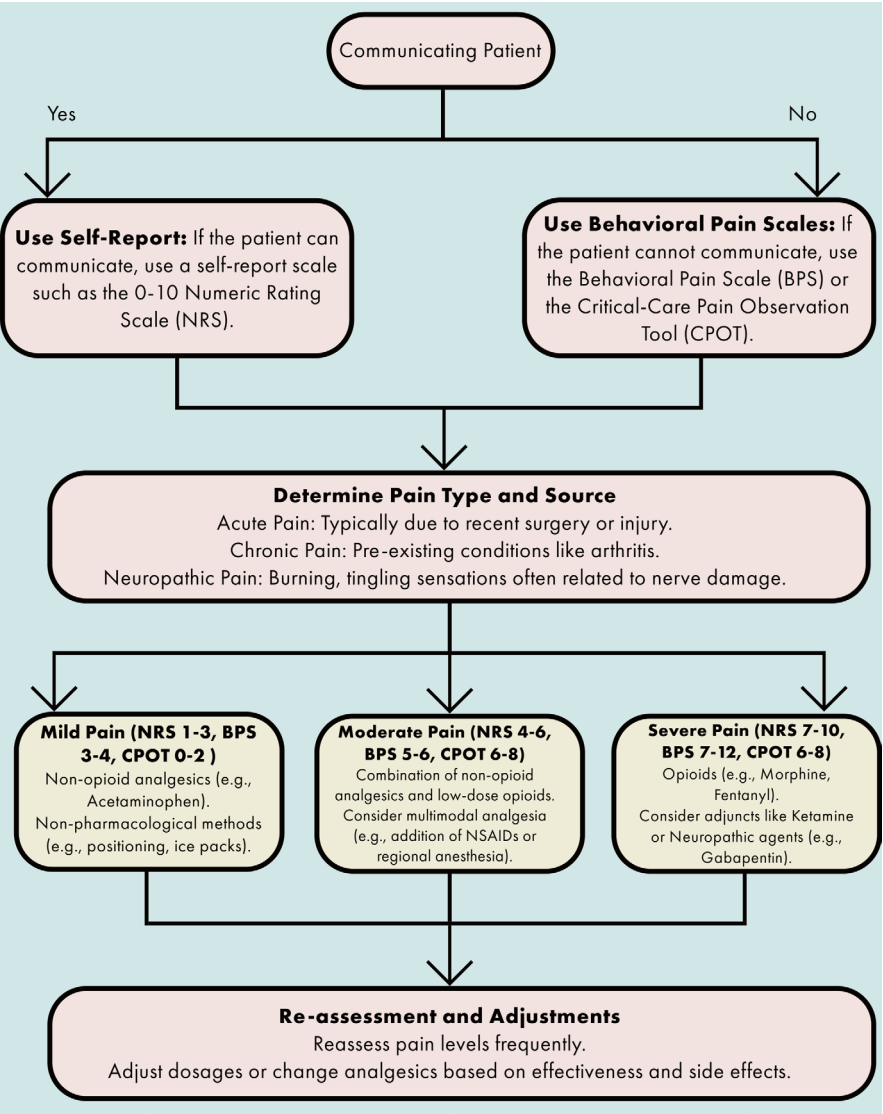 Communicating Patient
Yes
No
Use Self-Report: If the patient can
communicate, use a self-report scale
such as the 0-10 Numeric Rating
Scale (NRS).
Use Behavioral Pain Scales: If
the patient cannot communicate, use
the Behavioral Pain Scale (BPS) or
the Critical-Care Pain Observation
Tool (CPOT).
Determine Pain Type and Source
Acute Pain: Typically due to recent surgery or injury.
Chronic Pain: Pre-existing conditions like arthritis.
Neuropathic Pain: Burning, tingling sensations often related to nerve damage.
Mild Pain (NRS 1-3, BPS
3-4, CPOT 0-2 )
Non-opioid analgesics (e.g.,
Acetaminophen).
Non-pharmacological methods
(e.g., positioning, ice packs).
Moderate Pain (NRS 4-6,
BPS 5-6, CPOT 6-8)
Combination of non-opioid
analgesics and low-dose opioids.
Consider multimodal analgesia
(e.g., addition of NSAIDs or
regional anesthesia).
Severe Pain (NRS 7-10,
BPS 7-12, CPOT 6-8)
Opioids (e.g., Morphine,
Fentanyl).
Consider adjuncts like Ketamine
or Neuropathic agents (e.g.,
Gabapentin).
Re-assessment and Adjustments
Reassess pain levels frequently.
Adjust dosages or change analgesics based on effectiveness and side effects.